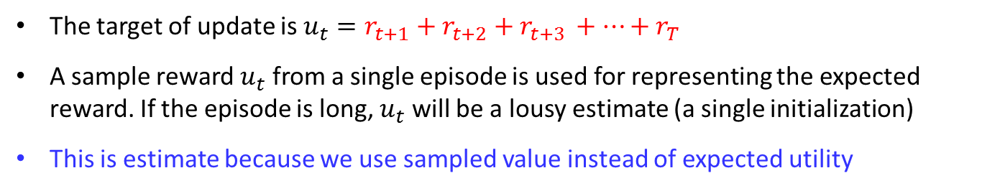 • The target of update is u_t = r_{t+1} + r_{t+2} + r_{t+3} + ⋯ + r_T
• A sample reward u_t from a single episode is used for representing the expected
reward. If the episode is long, u_t will be a lousy estimate (a single initialization)
• This is estimate because we use sampled value instead of expected utility